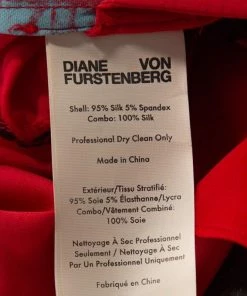 DIANE VON
FURSTENBERG
Shell: 95% Silk 5% Spandex
Combo: 100% Silk
Professional Dry Clean Only
Made in China
Extérieur/Tissu Stratifié:
95% Soie 5% Élasthanne/Lycra
Combo/Vêtement Combiné:
100% Soie
Nettoyage À Sec Professionnel
Seulement / Nettoyage À Sec
Par Un Professionnel Uniquement
Fabriqué en Chine